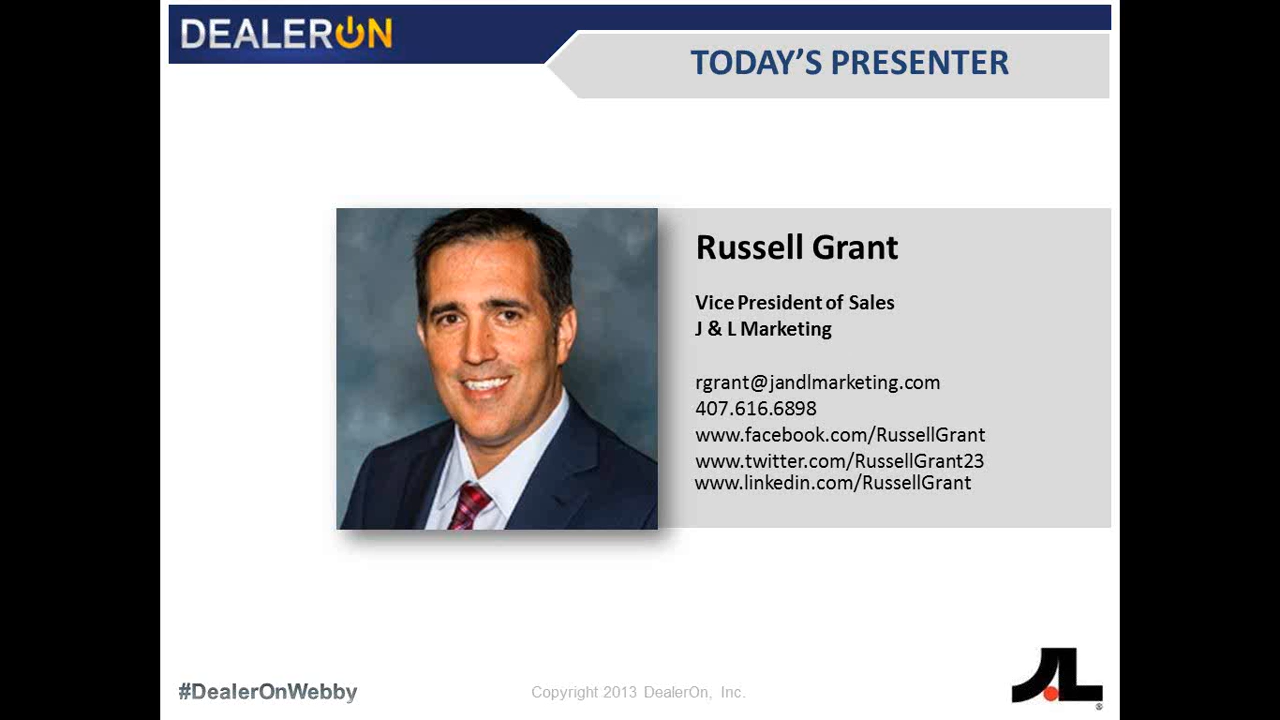 DEALERON
TODAY'S PRESENTER
Russell Grant
Vice President of Sales
J & L Marketing
rgrant@jandlmarketing.com
407.616.6898
www.facebook.com/RussellGrant
www.twitter.com/RussellGrant23
www.linkedin.com/RussellGrant
#DealerOnWebby
Copyright 2013 DealerOn, Inc.
JL®